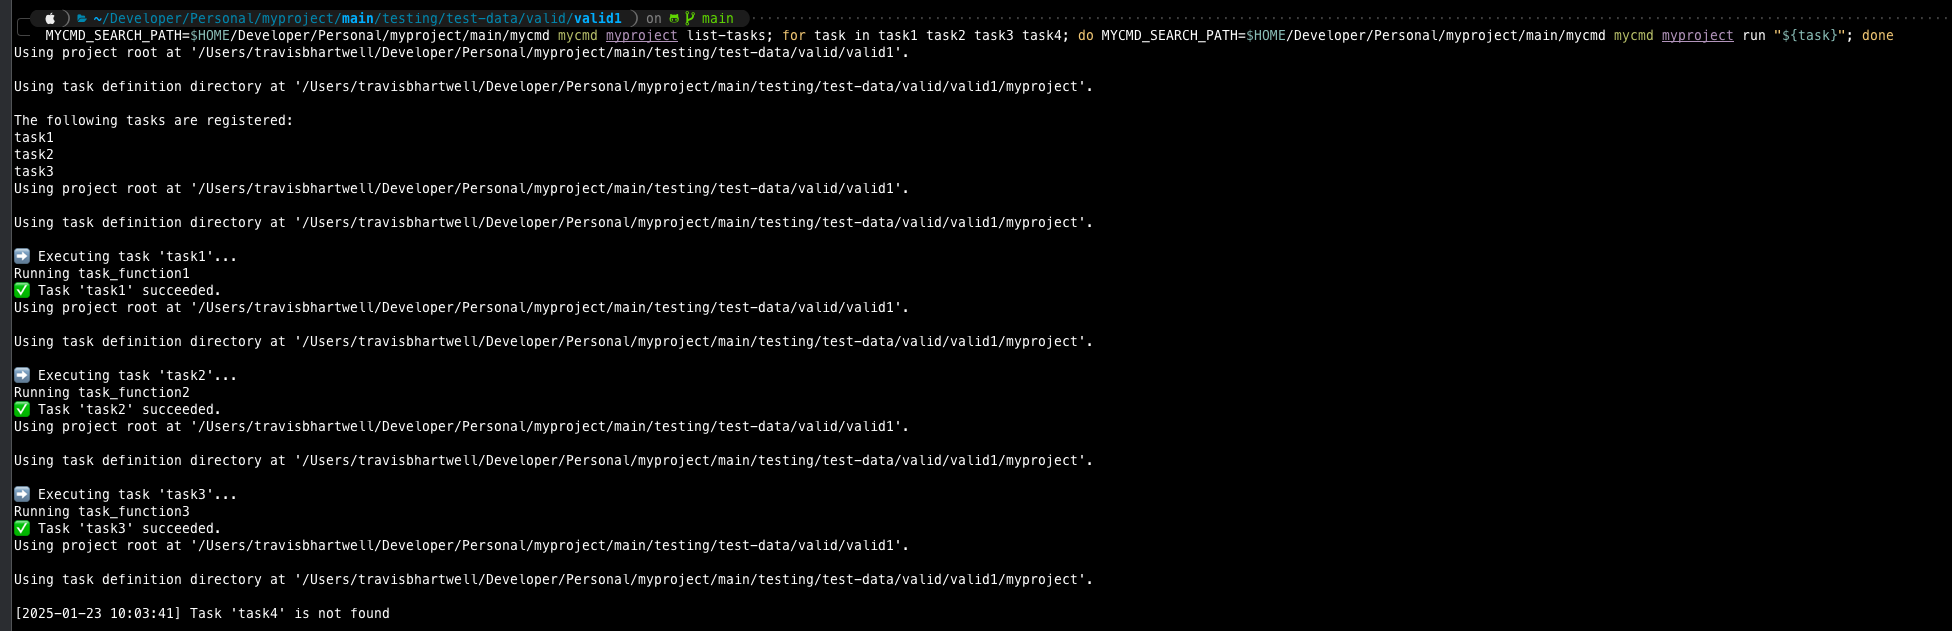 ~/Developer/Personal/myproject/main/testing/test-data/valid/valid1 on main
MYCMD_SEARCH_PATH=$HOME/Developer/Personal/myproject/main/mycmd mycmd myproject list-tasks; for task in task1 task2 task3 task4; do MYCMD_SEARCH_PATH=$HOME/Developer/Personal/myproject/main/mycmd mycmd myproject run "${task}"; done
Using project root at '/Users/travisbhartwell/Developer/Personal/myproject/main/testing/test-data/valid/valid1'.
Using task definition directory at '/Users/travisbhartwell/Developer/Personal/myproject/main/testing/test-data/valid/valid1/myproject'.
The following tasks are registered:
task1
task2
task3
Using project root at '/Users/travisbhartwell/Developer/Personal/myproject/main/testing/test-data/valid/valid1'.
Using task definition directory at '/Users/travisbhartwell/Developer/Personal/myproject/main/testing/test-data/valid/valid1/myproject'.
➡️ Executing task 'task1'...
Running task_function1
✅ Task 'task1' succeeded.
Using project root at '/Users/travisbhartwell/Developer/Personal/myproject/main/testing/test-data/valid/valid1'.
Using task definition directory at '/Users/travisbhartwell/Developer/Personal/myproject/main/testing/test-data/valid/valid1/myproject'.
➡️ Executing task 'task2'...
Running task_function2
✅ Task 'task2' succeeded.
Using project root at '/Users/travisbhartwell/Developer/Personal/myproject/main/testing/test-data/valid/valid1'.
Using task definition directory at '/Users/travisbhartwell/Developer/Personal/myproject/main/testing/test-data/valid/valid1/myproject'.
➡️ Executing task 'task3'...
Running task_function3
✅ Task 'task3' succeeded.
Using project root at '/Users/travisbhartwell/Developer/Personal/myproject/main/testing/test-data/valid/valid1'.
Using task definition directory at '/Users/travisbhartwell/Developer/Personal/myproject/main/testing/test-data/valid/valid1/myproject'.
[2025-01-23 10:03:41] Task 'task4' is not found